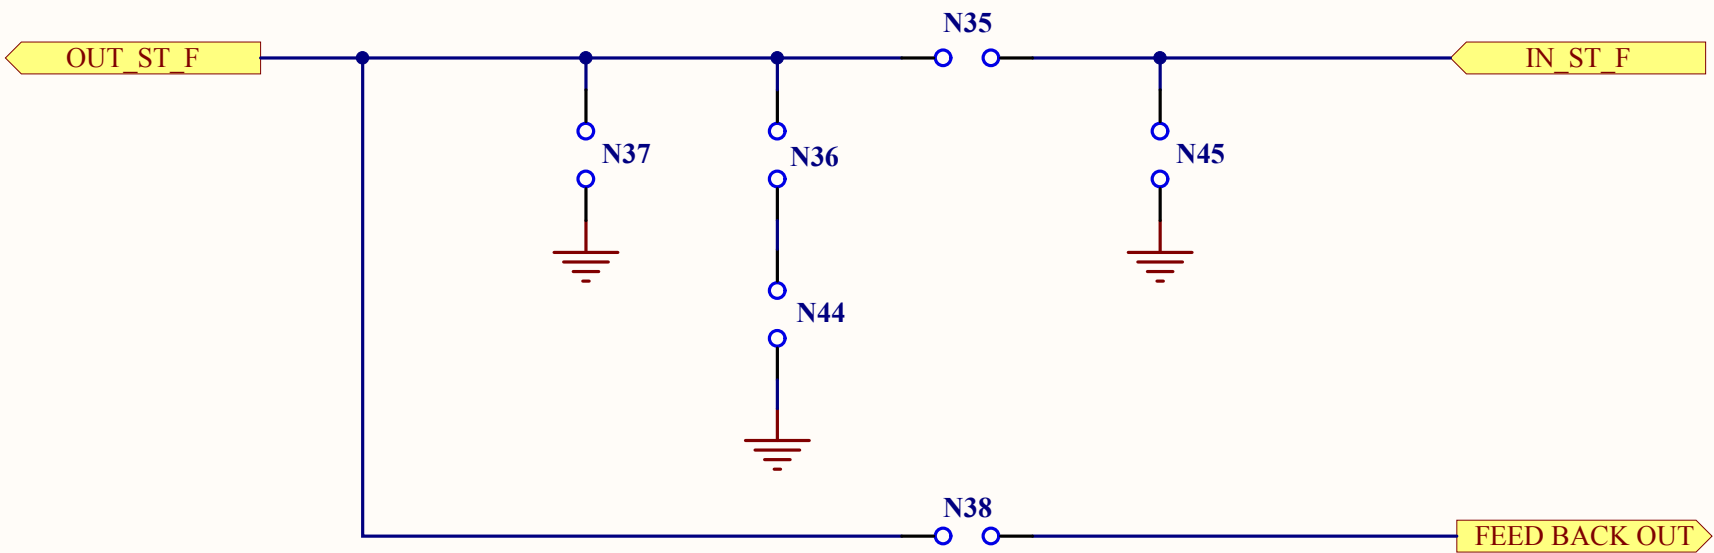 N35
OUT_ST_F
IN_ST_F
N37
N36
N45
N44
N38
FEED BACK OUT